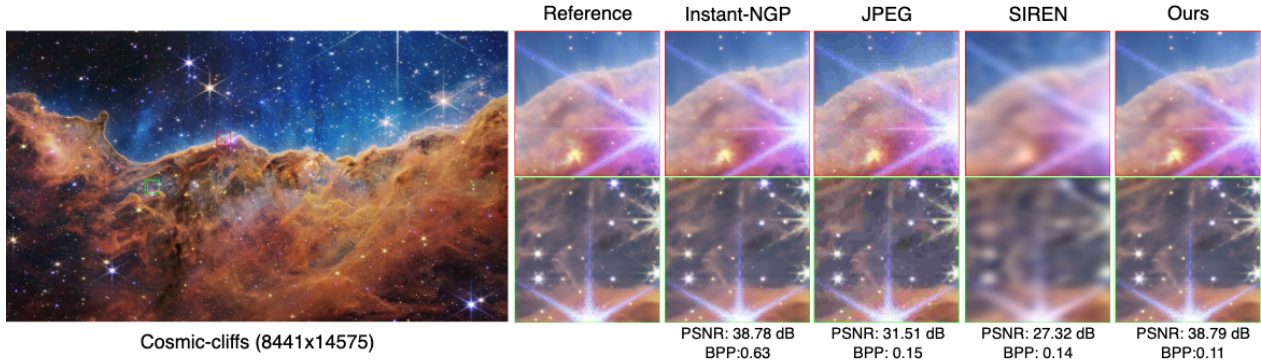 Reference Instant-NGP JPEG SIREN Ours
PSNR: 38.78 dB PSNR: 31.51 dB PSNR: 27.32 dB PSNR: 38.79 dB
Cosmic-cliffs (8441x14575)
BPP:0.63 BPP: 0.15 BPP: 0.14 BPP:0.11